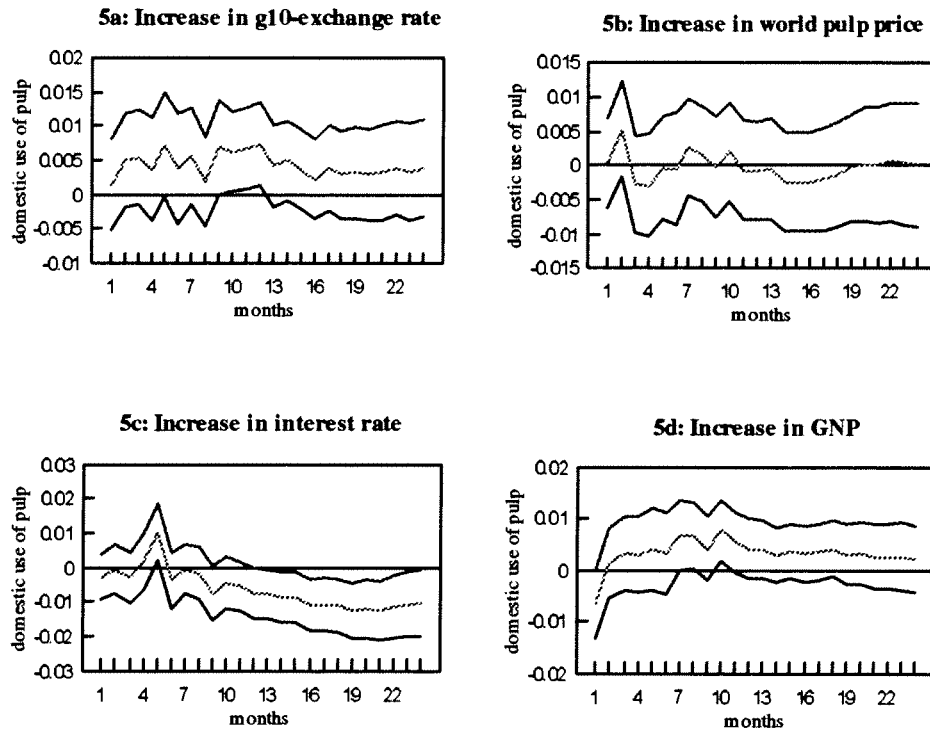 5a: Increase in g10-exchange rate
domestic use of pulp
0.02
0.015
0.01
0.005
0
-0.005
-0.01
1 4 7 10 13 16 19 22
months
5b: Increase in world pulp price
domestic use of pulp
0.015
0.01
0.005
0
-0.005
-0.01
-0.015
1 4 7 10 13 16 19 22
months
5c: Increase in interest rate
domestic use of pulp
0.03
0.02
0.01
0
-0.01
-0.02
-0.03
1 4 7 10 13 16 19 22
months
5d: Increase in GNP
domestic use of pulp
0.02
0.01
0
-0.01
-0.02
1 4 7 10 13 16 19 22
months